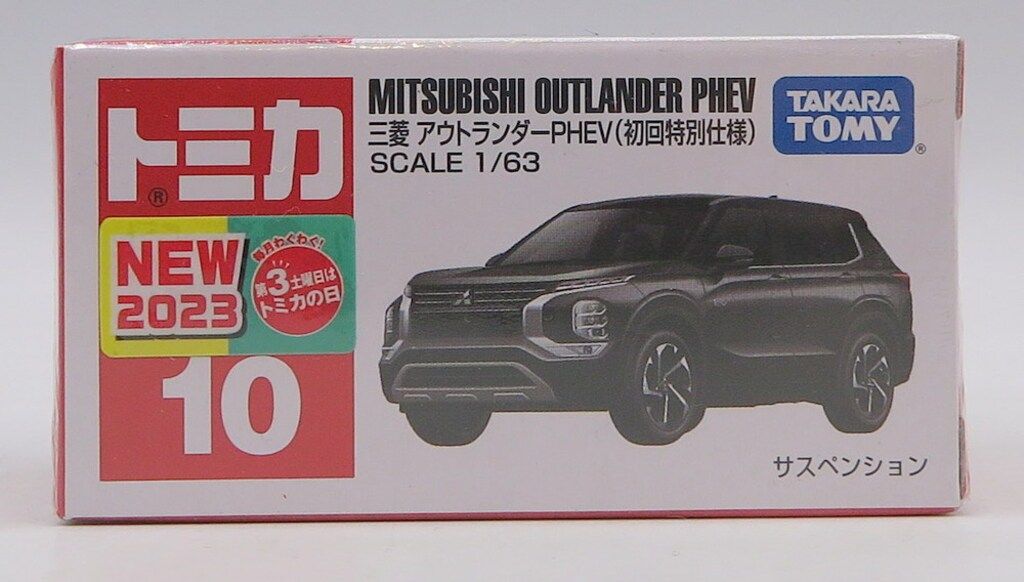 トミカ
®
NEW
2023
毎月わくわく!
第3土曜日は
トミカの日
10
MITSUBISHI OUTLANDER PHEV
三菱 アウトランダーPHEV(初回特別仕様)
SCALE 1/63
TAKARA
TOMY
®
サスペンション